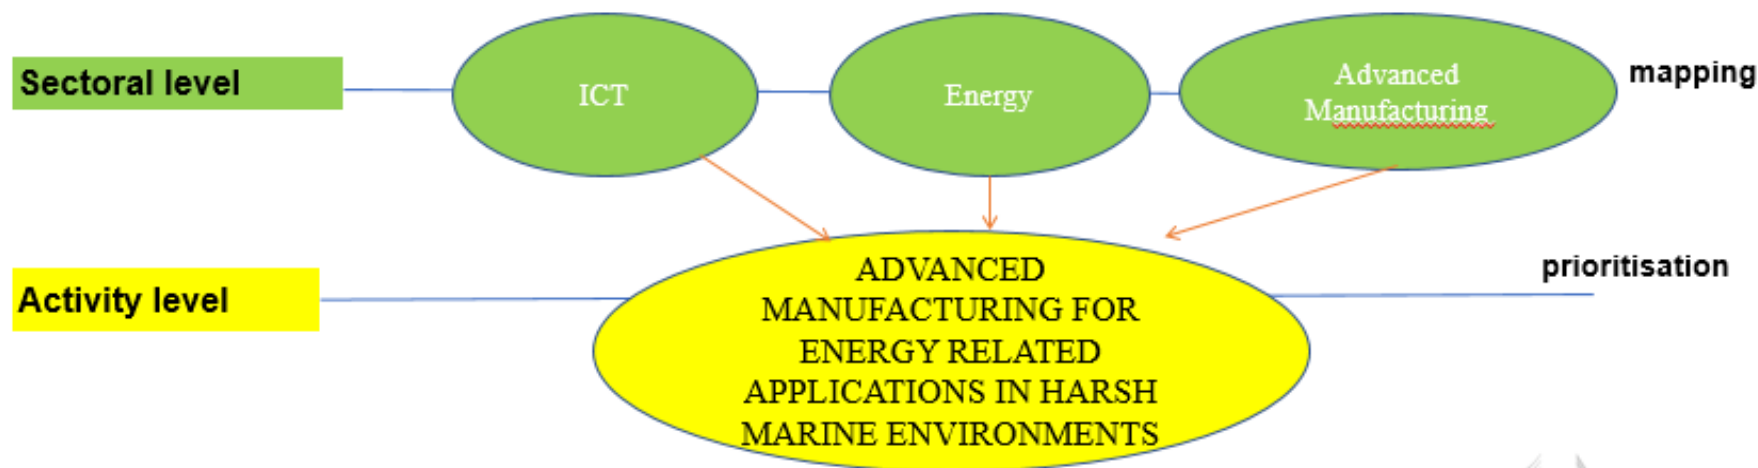 Sectoral level
ICT
Energy
Advanced
Manufacturing
mapping
Activity level
ADVANCED
MANUFACTURING FOR
ENERGY RELATED
APPLICATIONS IN HARSH
MARINE ENVIRONMENTS
prioritisation